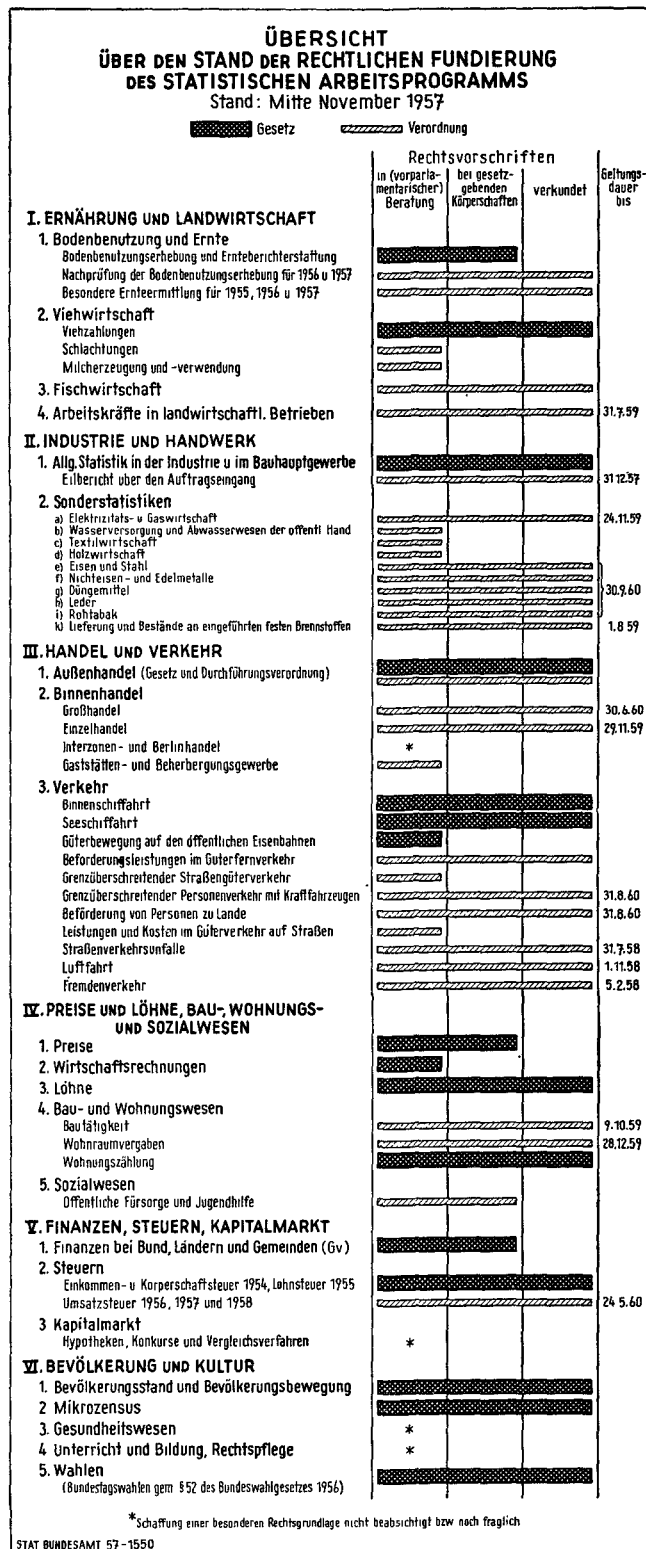 ÜBERSICHT
ÜBER DEN STAND DER RECHTLICHEN FUNDIERUNG
DES STATISTISCHEN ARBEITSPROGRAMMS
Stand: Mitte November 1957
Gesetz Verordnung
Rechtsvorschriften
in (vorparla-
mentarischer)
Beratung
bei gesetz-
gebenden
Körperschaften
verkundet
Geltungs-
dauer
bis
I. ERNÄHRUNG UND LANDWIRTSCHAFT
1. Bodenbenutzung und Ernte
Bodenbenutzungserhebung und Ernteberichterstattung
Nachprüfung der Bodenbenutzungserhebung für 1956 u 1957
Besondere Ernteermittlung für 1955, 1956 u 1957
2. Viehwirtschaft
Viehzahlungen
Schlachtungen
Milcherzeugung und -verwendung
3. Fischwirtschaft
4. Arbeitskräfte in landwirtschaftl. Betrieben 31.7.59
II. INDUSTRIE UND HANDWERK
1. Allg. Statistik in der Industrie u im Bauhauptgewerbe
Eilbericht uber den Auftragseingang 31 12.57
2. Sonderstatistiken
a) Elektrizitats- u Gaswirtschaft 24.11.59
b) Wasserversorgung und Abwasserwesen der offentl Hand
c) Textilwirtschaft
d) Holzwirtschaft
e) Eisen und Stahl
f) Nichteisen- und Edelmetalle
g) Düngemittel 30.9.60
h) Leder
i) Rohtabak
k) Lieferung und Bestände an eingeführten festen Brennstoffen 1.8 59
III. HANDEL UND VERKEHR
1. Außenhandel (Gesetz und Durchführungsverordnung)
2. Binnenhandel
Großhandel 30.6.60
Einzelhandel 29.11.59
Interzonen- und Berlinhandel *
Gaststätten- und Beherbergungsgewerbe
3. Verkehr
Binnenschiffahrt
Seeschiffahrt
Güterbewegung auf den öffentlichen Eisenbahnen
Beforderungsleistungen im Guterfernverkehr
Grenzüberschreitender Straßengüterverkehr
Grenzüberschreitender Personenverkehr mit Kraftfahrzeugen 31.8.60
Beförderung von Personen zu Lande 31.8.60
Leistungen und Kosten im Güterverkehr auf Straßen
Straßenverkehrsunfalle 31.7.58
Luftfahrt 1.11.58
Fremdenverkehr 5.2.58
IV. PREISE UND LÖHNE, BAU-, WOHNUNGS-
UND SOZIALWESEN
1. Preise
2. Wirtschaftsrechnungen
3. Löhne
4. Bau- und Wohnungswesen
Bautätigkeit 9.10.59
Wohnraumvergaben 28.12.59
Wohnungszählung
5. Sozialwesen
Offentliche Fürsorge und Jugendhilfe
V. FINANZEN, STEUERN, KAPITALMARKT
1. Finanzen bei Bund, Ländern und Gemeinden (Gv)
2. Steuern
Einkommen- u Korperschaftsteuer 1954, Lohnsteuer 1955
Umsatzsteuer 1956, 1957 und 1958 24 5.60
3 Kapitalmarkt
Hypotheken, Konkurse und Vergleichsverfahren *
VI. BEVÖLKERUNG UND KULTUR
1. Bevölkerungsstand und Bevölkerungsbewegung
2 Mikrozensus
3. Gesundheitswesen *
4 Unterricht und Bildung, Rechtspflege *
5. Wahlen
(Bundestagswahlen gem §52 des Bundeswahlgesetzes 1956)
*Schaffung einer besonderen Rechtsgrundlage nicht beabsichtigt bzw noch fraglich
STAT BUNDESAMT 57-1550